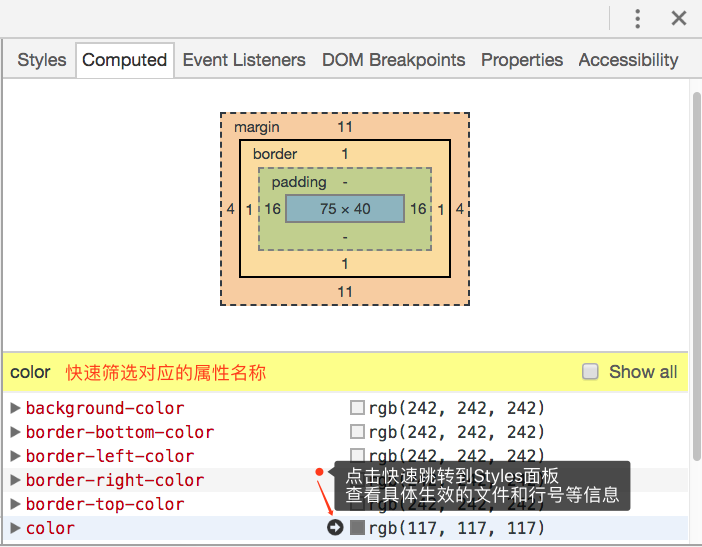 Styles Computed Event Listeners DOM Breakpoints Properties Accessibility
margin 11
border 1
padding -
4 1 16 75 × 40 16 1 4
-
1
11
color 快速筛选对应的属性名称 Show all
background-color rgb(242, 242, 242)
border-bottom-color rgb(242, 242, 242)
border-left-color rgb(242, 242, 242)
border-right-color 点击快速跳转到Styles面板
查看具体生效的文件和行号等信息
border-top-color
color rgb(117, 117, 117)